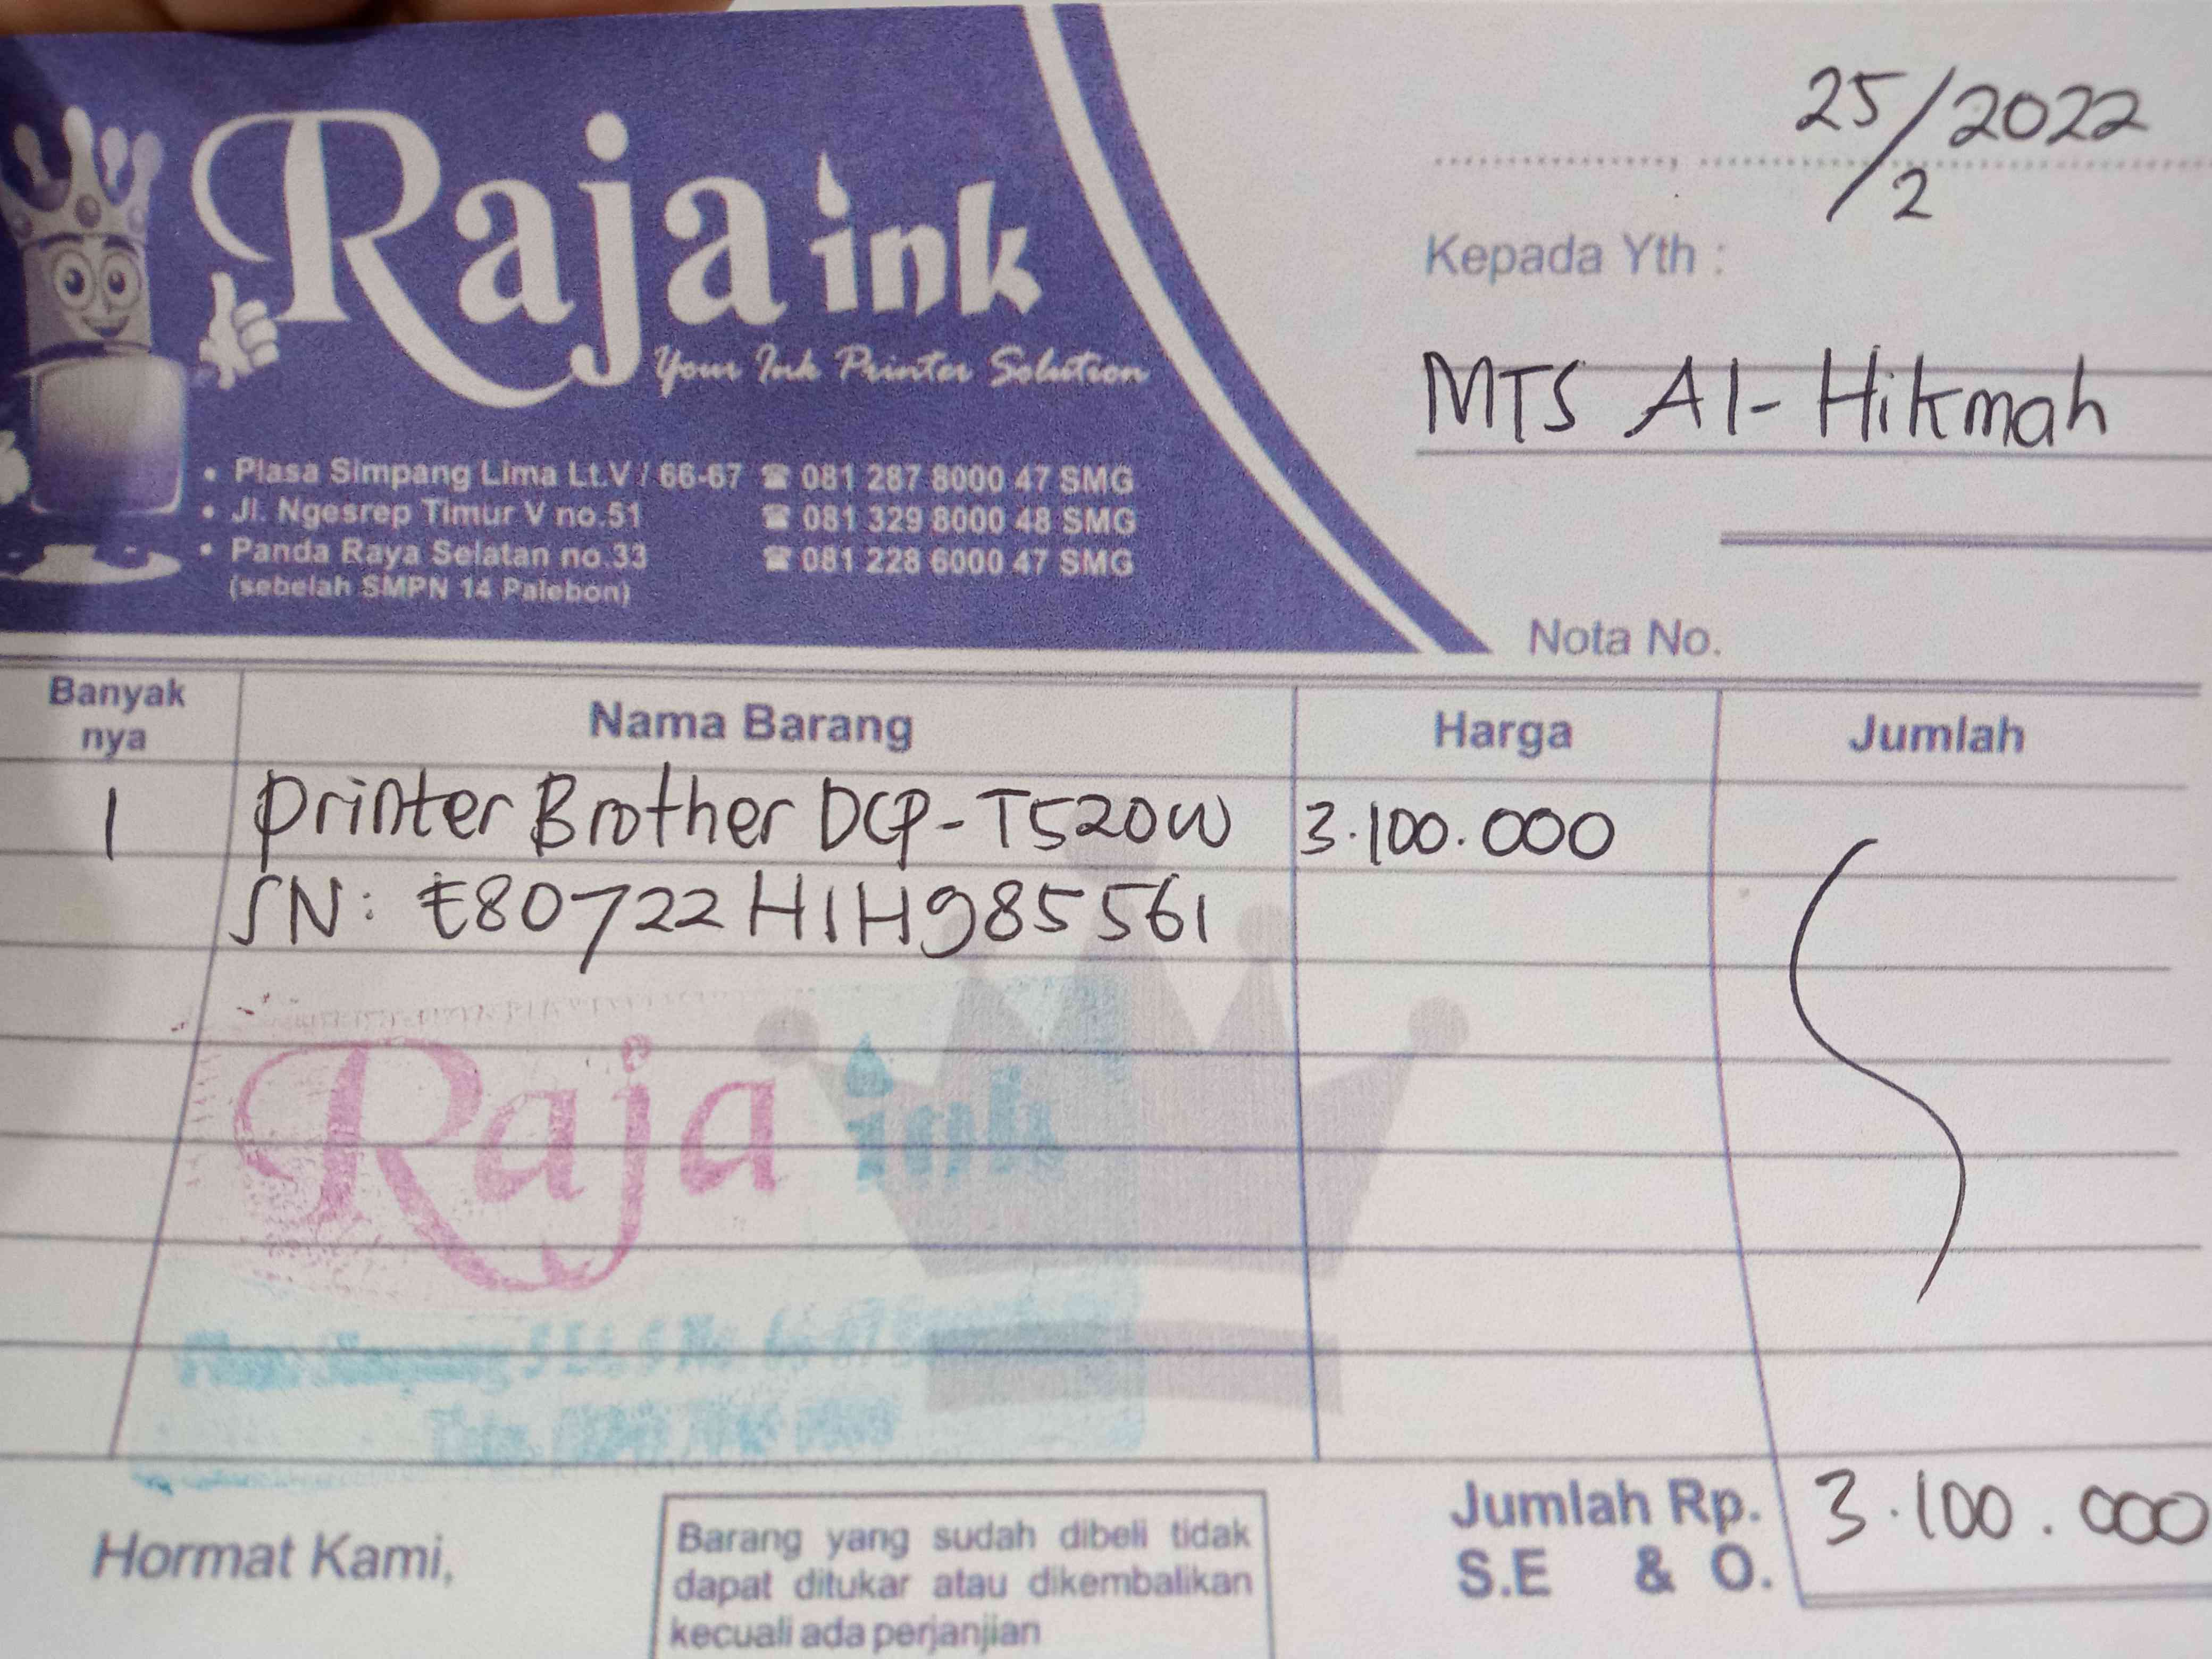 Raja ink
Your Ink Printer Solution
• Plasa Simpang Lima Lt.V / 66-67 ☎ 081 287 8000 47 SMG
• Jl. Ngesrep Timur V no.51 ☎ 081 329 8000 48 SMG
• Panda Raya Selatan no.33 ☎ 081 228 6000 47 SMG
(sebelah SMPN 14 Palebon)
25/2 2022
Kepada Yth :
MTS Al-Hikmah
Nota No.
Banyak nya Nama Barang Harga Jumlah
1 Printer Brother DCP-T520W 3.100.000
SN: E80722H1H985561
Raja ink
Jumlah Rp. 3.100.000
S.E & O.
Hormat Kami,
Barang yang sudah dibeli tidak
dapat ditukar atau dikembalikan
kecuali ada perjanjian